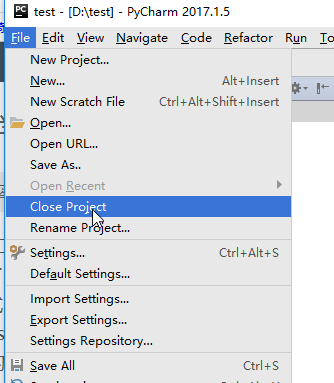 test - [D:\test] - PyCharm 2017.1.5
File Edit View Navigate Code Refactor Run To
New Project...
New... Alt+Insert
New Scratch File Ctrl+Alt+Shift+Insert
Open...
Open URL...
Save As..
Open Recent
Close Project
Rename Project...
Settings... Ctrl+Alt+S
Default Settings...
Import Settings...
Export Settings...
Settings Repository...
Save All Ctrl+S